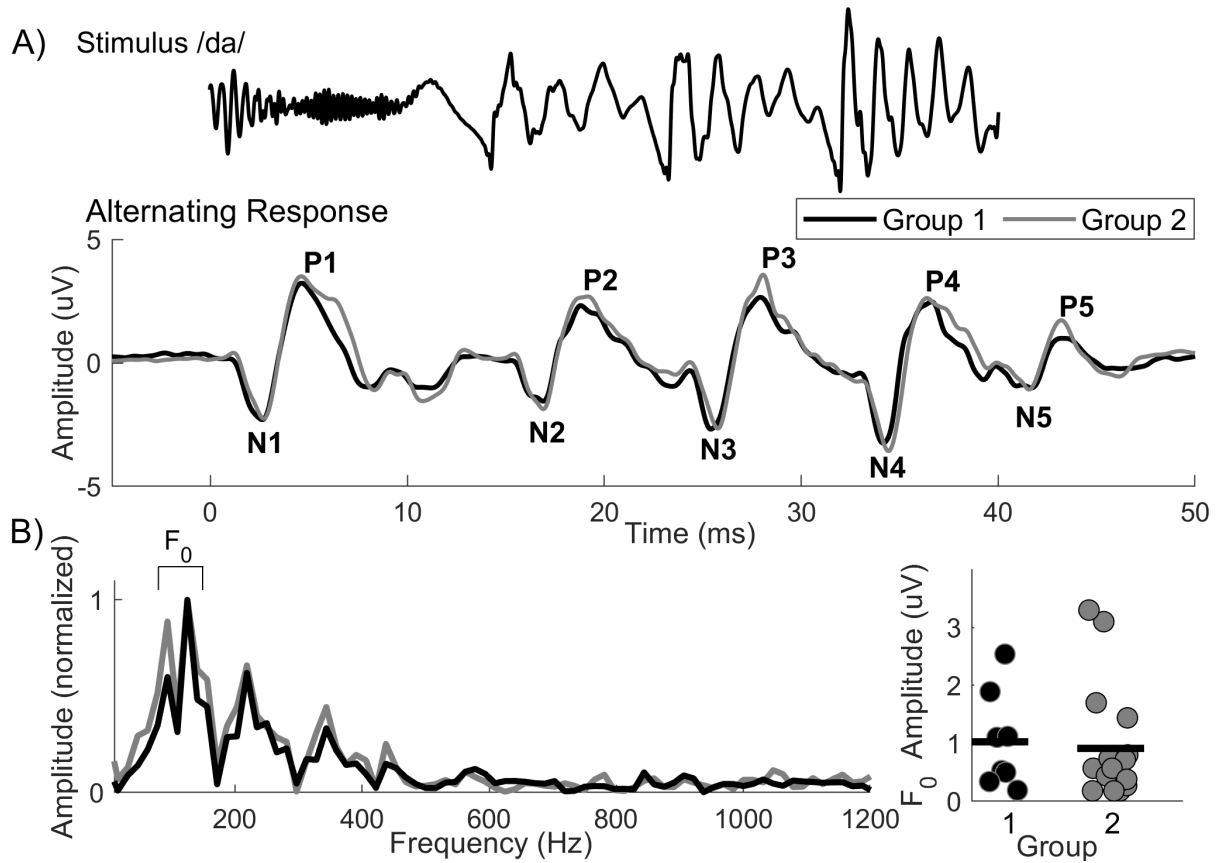 A) Stimulus /da/
Alternating Response
Group 1 Group 2
Amplitude (uV)
5
0
-5
P1
P2
P3
P4
P5
N1
N2
N3
N4
N5
0 10 20 30 40 50
Time (ms)
B)
F0
Amplitude (normalized)
1
0
200 400 600 800 1000 1200
Frequency (Hz)
F0 Amplitude (uV)
3
2
1
0
1 2
Group